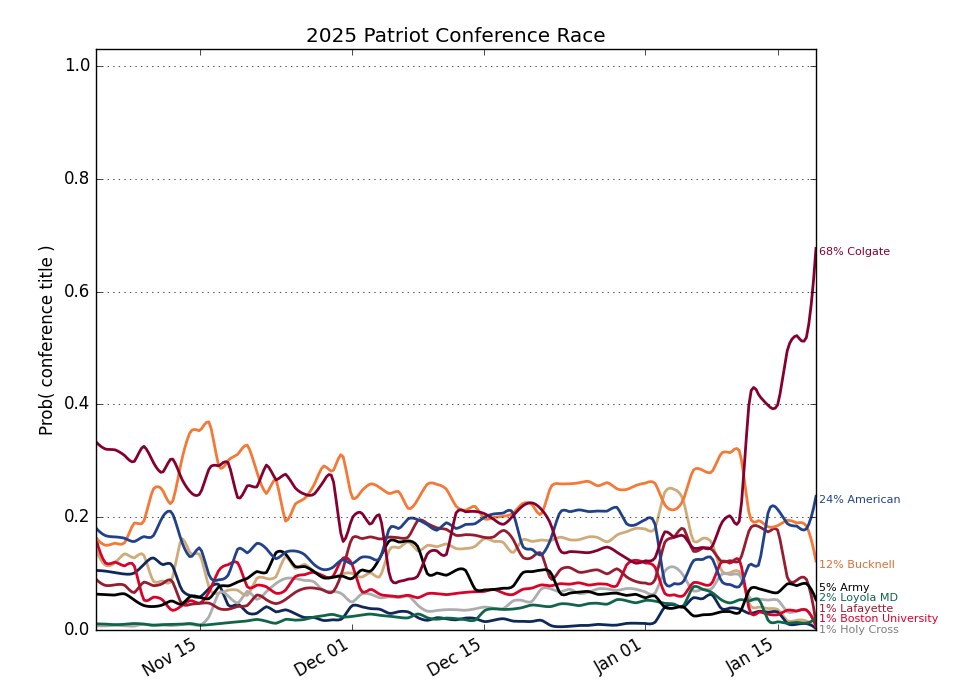 2025 Patriot Conference Race
Prob( conference title )
1.0
0.8
0.6
0.4
0.2
0.0
Nov 15
Dec 01
Dec 15
Jan 01
Jan 15
68% Colgate
24% American
12% Bucknell
5% Army
2% Loyola MD
1% Lafayette
1% Boston University
1% Holy Cross